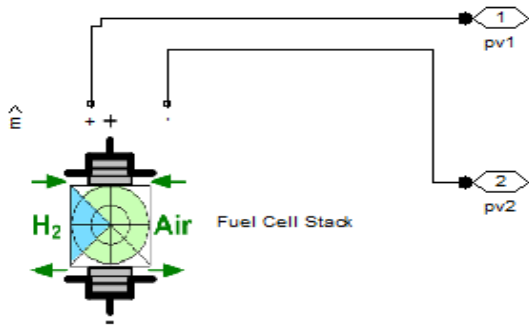 1
pv1
m
+ + -
2
pv2
H₂ Air Fuel Cell Stack
-